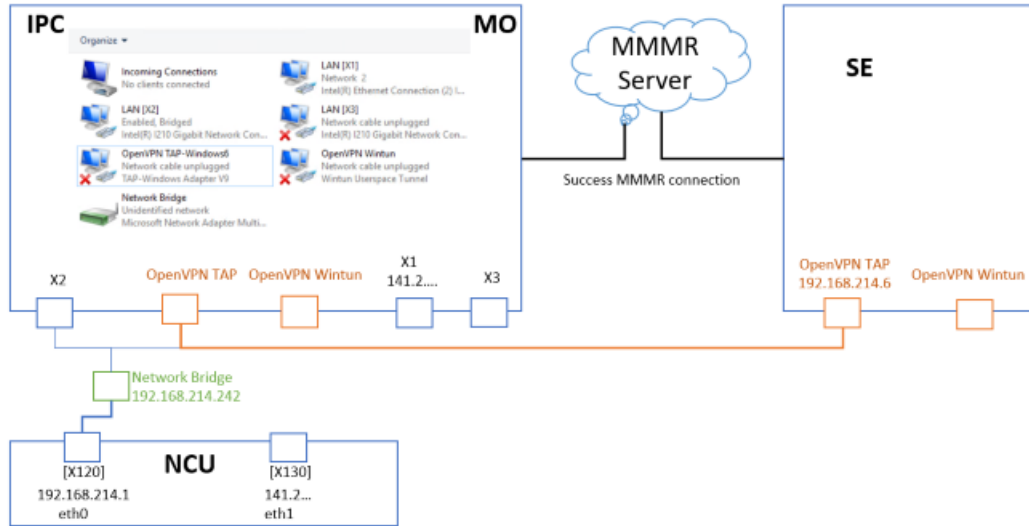 IPC
MO
Organize
Incoming Connections
No clients connected
LAN [X1]
Network 2
Intel(R) Ethernet Connection (2) I...
LAN [X2]
Enabled, Bridged
Intel(R) I210 Gigabit Network Con...
LAN [X3]
Network cable unplugged
Intel(R) I210 Gigabit Network Con...
OpenVPN TAP-Windows6
Network cable unplugged
TAP-Windows Adapter V9
OpenVPN Wintun
Network cable unplugged
Wintun Userspace Tunnel
Network Bridge
Unidentified network
Microsoft Network Adapter Multi...
X2
OpenVPN TAP
OpenVPN Wintun
X1
141.2....
X3
MMMR
Server
Success MMMR connection
SE
OpenVPN TAP
192.168.214.6
OpenVPN Wintun
Network Bridge
192.168.214.242
NCU
[X120]
192.168.214.1
eth0
[X130]
141.2...
eth1